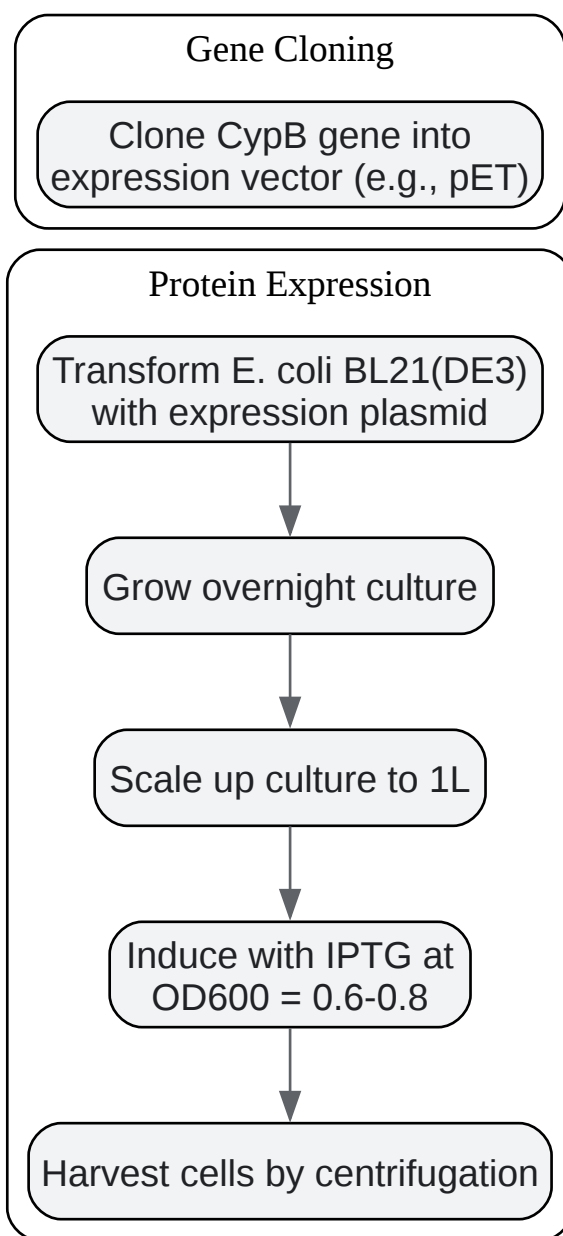 Gene Cloning
Clone CypB gene into
expression vector (e.g., pET)
Protein Expression
Transform E. coli BL21(DE3)
with expression plasmid
Grow overnight culture
Scale up culture to 1L
Induce with IPTG at
OD600 = 0.6-0.8
Harvest cells by centrifugation